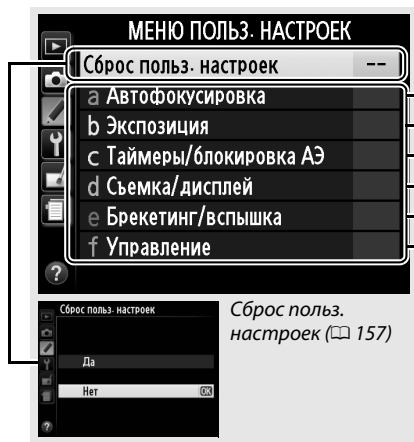 МЕНЮ ПОЛЬЗ. НАСТРОЕК
Сброс польз. настроек --
a Автофокусировка
b Экспозиция
c Таймеры/блокировка АЭ
d Съемка/дисплей
e Брекетинг/вспышка
f Управление
?
Сброс польз. настроек
Да
Нет OK
?
Сброс польз.
настроек (📖 157)